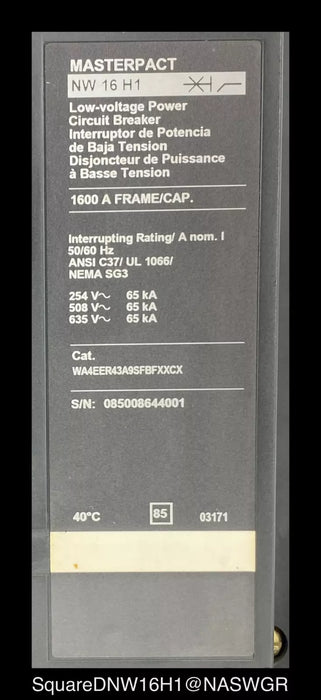 MASTERPACT
NW 16 H1
Low-voltage Power
Circuit Breaker
Interruptor de Potencia
de Baja Tension
Disjoncteur de Puissance
à Basse Tension
1600 A FRAME/CAP.
Interrupting Rating/ A nom. I
50/60 Hz
ANSI C37/ UL 1066/
NEMA SG3
254 V～ 65 kA
508 V～ 65 kA
635 V～ 65 kA
Cat.
WA4EER43A9SFBFXXCX
S/N: 085008644001
40°C 85 03171
SquareDNW16H1@NASWGR